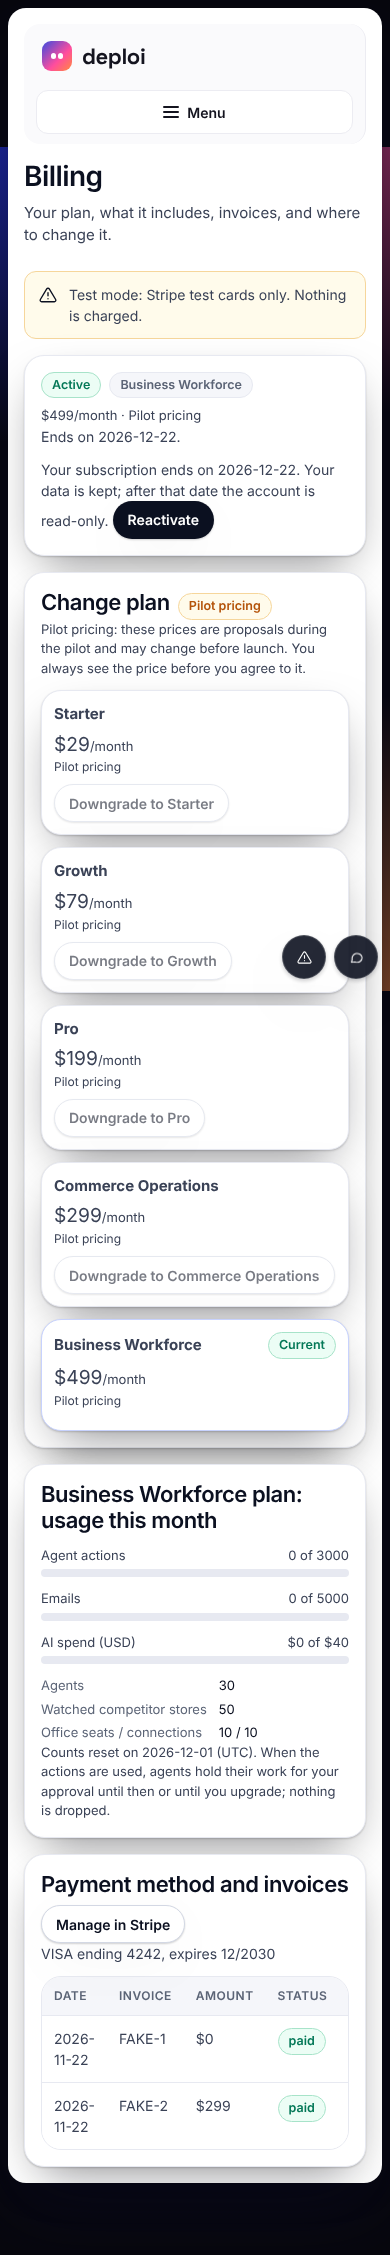 deploi
Menu
Billing
Your plan, what it includes, invoices, and where
to change it.
Test mode: Stripe test cards only. Nothing
is charged.
Active Business Workforce
$499/month · Pilot pricing
Ends on 2026-12-22.
Your subscription ends on 2026-12-22. Your
data is kept; after that date the account is
read-only. Reactivate
Change plan Pilot pricing
Pilot pricing: these prices are proposals during
the pilot and may change before launch. You
always see the price before you agree to it.
Starter
$29/month
Pilot pricing
Downgrade to Starter
Growth
$79/month
Pilot pricing
Downgrade to Growth
Pro
$199/month
Pilot pricing
Downgrade to Pro
Commerce Operations
$299/month
Pilot pricing
Downgrade to Commerce Operations
Business Workforce Current
$499/month
Pilot pricing
Business Workforce plan:
usage this month
Agent actions 0 of 3000
Emails 0 of 5000
AI spend (USD) $0 of $40
Agents 30
Watched competitor stores 50
Office seats / connections 10 / 10
Counts reset on 2026-12-01 (UTC). When the
actions are used, agents hold their work for your
approval until then or until you upgrade; nothing
is dropped.
Payment method and invoices
Manage in Stripe
VISA ending 4242, expires 12/2030
DATE INVOICE AMOUNT STATUS
2026-
11-22 FAKE-1 $0 paid
2026-
11-22 FAKE-2 $299 paid